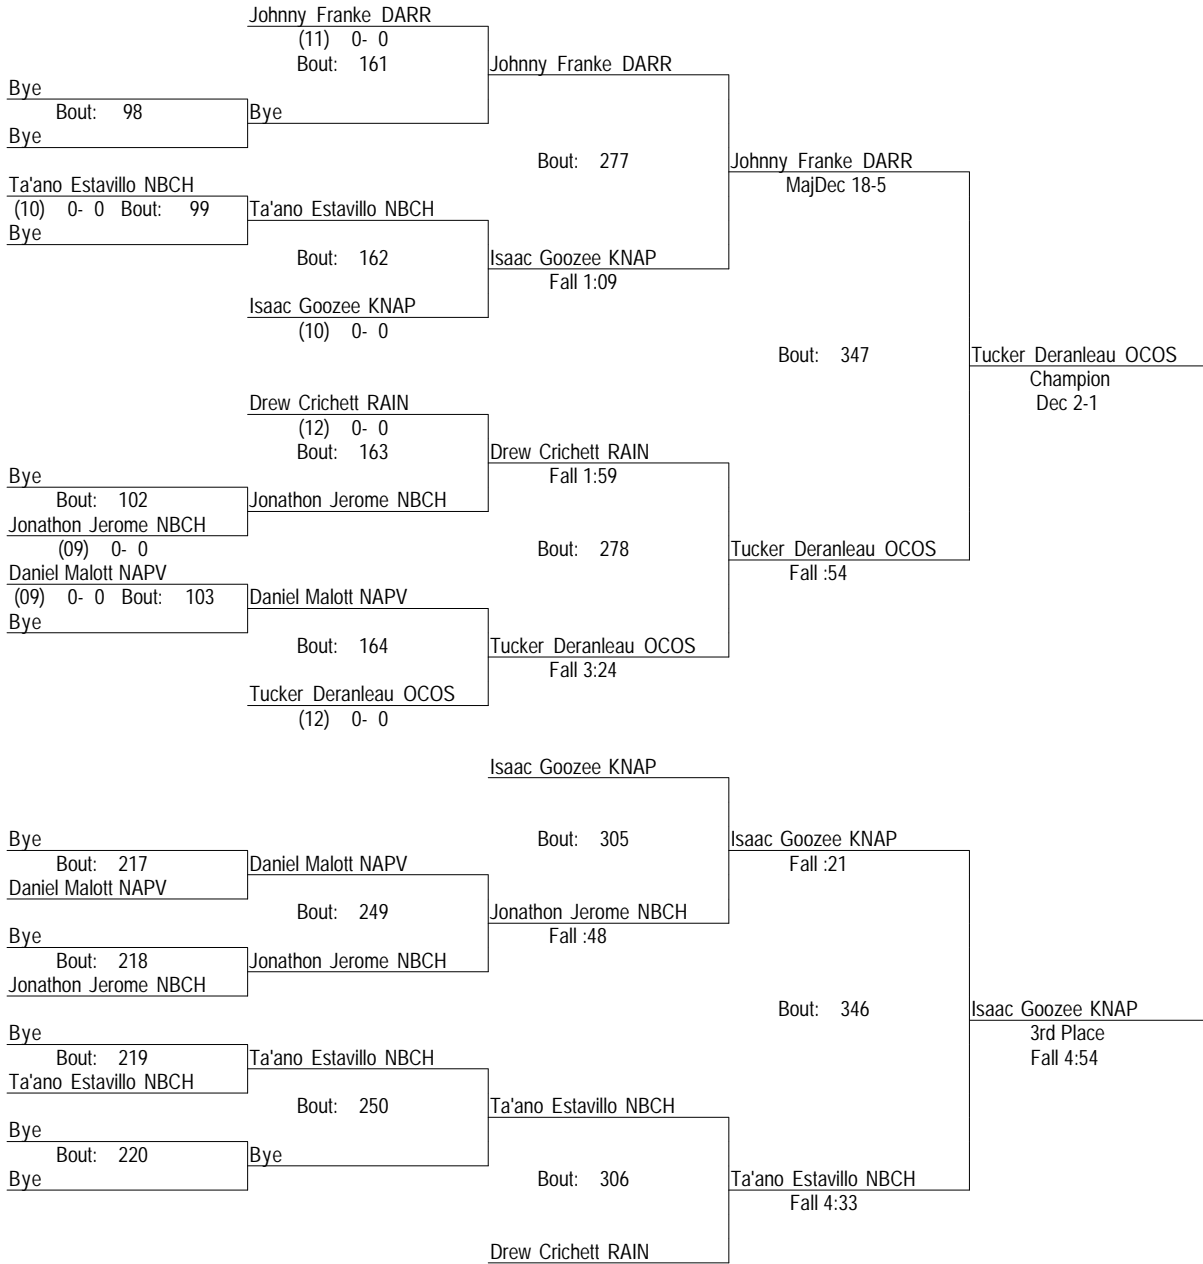 Johnny Franke DARR
(11) 0- 0
Bout: 161
Johnny Franke DARR
Bye
Bout: 98
Bye
Bye
Bout: 277
Johnny Franke DARR
MajDec 18-5
Ta'ano Estavillo NBCH
(10) 0- 0 Bout: 99
Ta'ano Estavillo NBCH
Bye
Bout: 162
Isaac Goozee KNAP
Fall 1:09
Isaac Goozee KNAP
(10) 0- 0
Bout: 347
Tucker Deranleau OCOS
Champion
Dec 2-1
Drew Crichett RAIN
(12) 0- 0
Bout: 163
Drew Crichett RAIN
Fall 1:59
Bye
Bout: 102
Jonathon Jerome NBCH
Jonathon Jerome NBCH
(09) 0- 0
Bout: 278
Tucker Deranleau OCOS
Fall :54
Daniel Malott NAPV
(09) 0- 0 Bout: 103
Daniel Malott NAPV
Bye
Bout: 164
Tucker Deranleau OCOS
Fall 3:24
Tucker Deranleau OCOS
(12) 0- 0
Isaac Goozee KNAP
Bout: 305
Isaac Goozee KNAP
Fall :21
Bye
Bout: 217
Daniel Malott NAPV
Daniel Malott NAPV
Bout: 249
Jonathon Jerome NBCH
Fall :48
Bye
Bout: 218
Jonathon Jerome NBCH
Jonathon Jerome NBCH
Bout: 346
Isaac Goozee KNAP
3rd Place
Fall 4:54
Bye
Bout: 219
Ta'ano Estavillo NBCH
Ta'ano Estavillo NBCH
Bout: 250
Ta'ano Estavillo NBCH
Bye
Bout: 220
Bye
Bye
Bout: 306
Ta'ano Estavillo NBCH
Fall 4:33
Drew Crichett RAIN